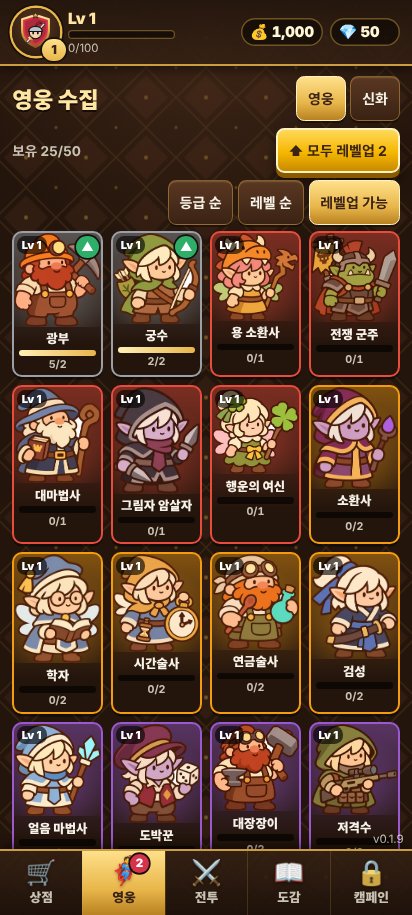 Lv 1
1,000
50
1
0/100
영웅 수집
영웅
신화
보유 25/50
모두 레벨업 2
등급 순
레벨 순
레벨업 가능
Lv 1
Lv 1
Lv 1
Lv 1
광부
궁수
용 소환사
전쟁 군주
5/2
2/2
0/1
0/1
Lv 1
Lv 1
Lv 1
Lv 1
대마법사
그림자 암살자
행운의 여신
소환사
0/1
0/1
0/1
0/2
Lv 1
Lv 1
Lv 1
Lv 1
학자
시간술사
연금술사
검성
0/2
0/2
0/2
0/2
Lv 1
Lv 1
Lv 1
Lv 1
얼음 마법사
도박꾼
대장장이
저격수
v0.1.9
2
상점
영웅
전투
도감
캠페인